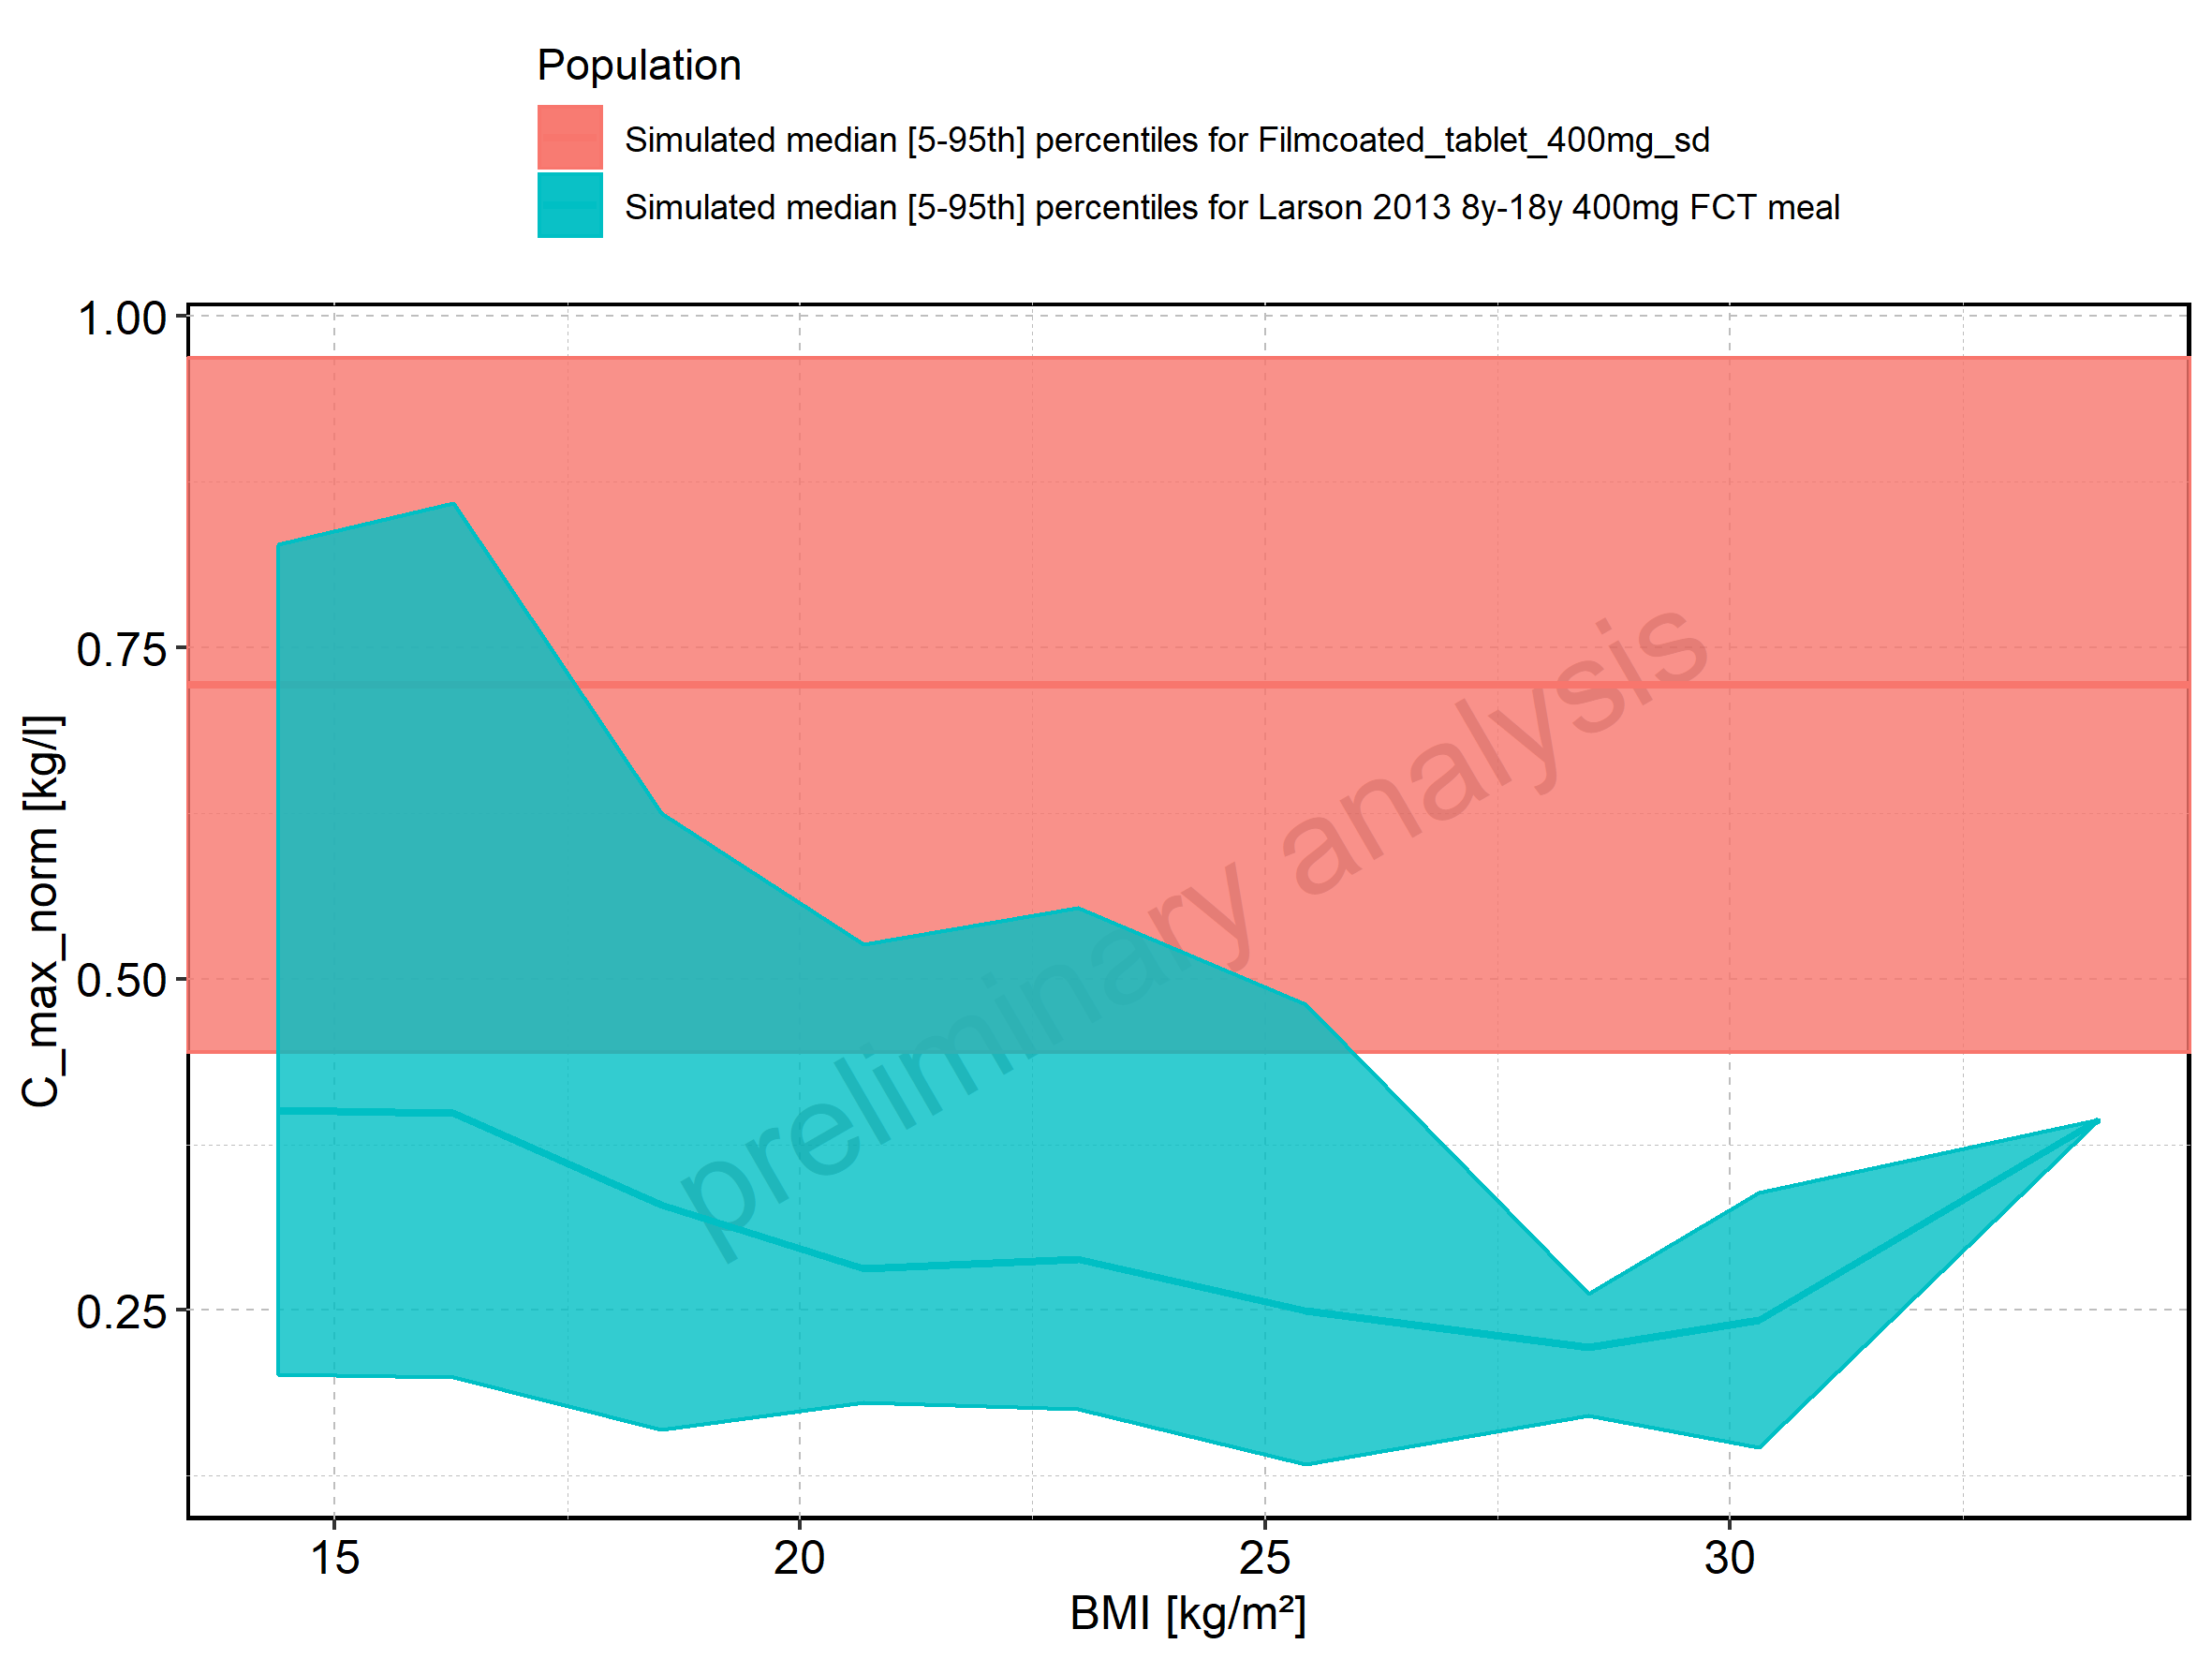 Population
Simulated median [5-95th] percentiles for Filmcoated_tablet_400mg_sd
Simulated median [5-95th] percentiles for Larson 2013 8y-18y 400mg FCT meal
1.00
0.75
0.50
0.25
C_max_norm [kg/l]
preliminary analysis
15 20 25 30
BMI [kg/m²]